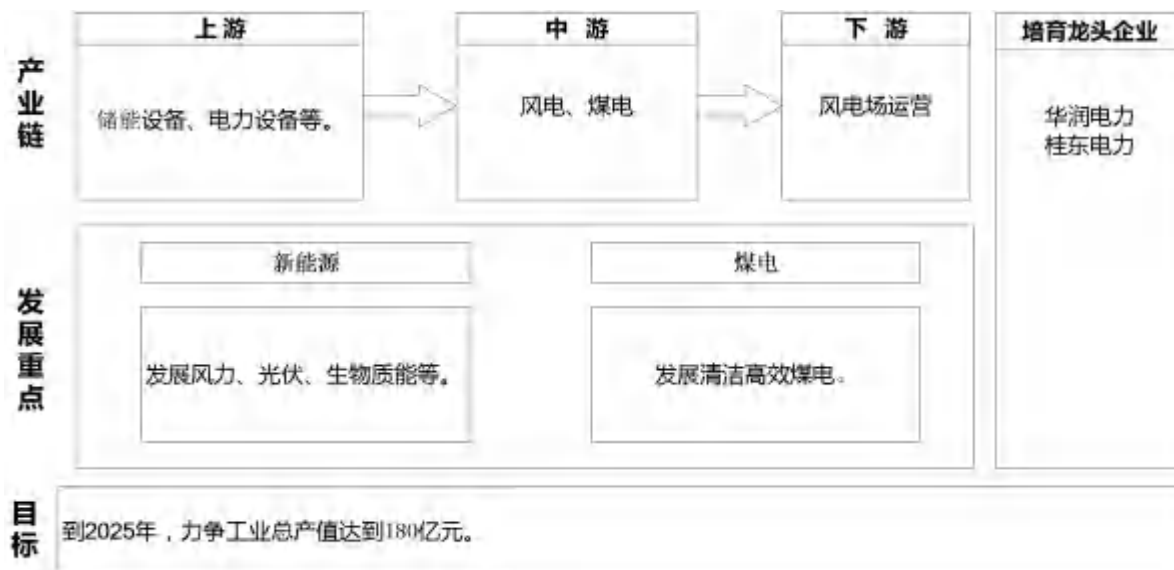 产业链
上游
储能设备、电力设备等。
中 游
风电、煤电
下 游
风电场运营
培育龙头企业
华润电力
桂东电力
发展重点
新能源
发展风力、光伏、生物质能等。
煤电
发展清洁高效煤电。
目标
到2025年，力争工业总产值达到180亿元。